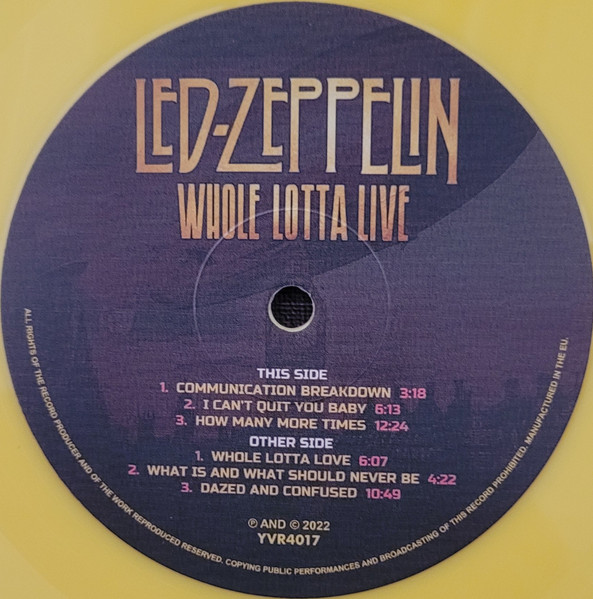 LED-ZEPPELIN
WHOLE LOTTA LIVE
THIS SIDE
1. COMMUNICATION BREAKDOWN 3:18
2. I CAN'T QUIT YOU BABY 6:13
3. HOW MANY MORE TIMES 12:24
OTHER SIDE
1. WHOLE LOTTA LOVE 6:07
2. WHAT IS AND WHAT SHOULD NEVER BE 4:22
3. DAZED AND CONFUSED 10:49
℗ AND © 2022
YVR4017
ALL RIGHTS OF THE RECORD PRODUCER AND OF THE WORK REPRODUCED RESERVED. COPYING PUBLIC PERFORMANCES AND BROADCASTING OF THIS RECORD PROHIBITED. MANUFACTURED IN THE EU.